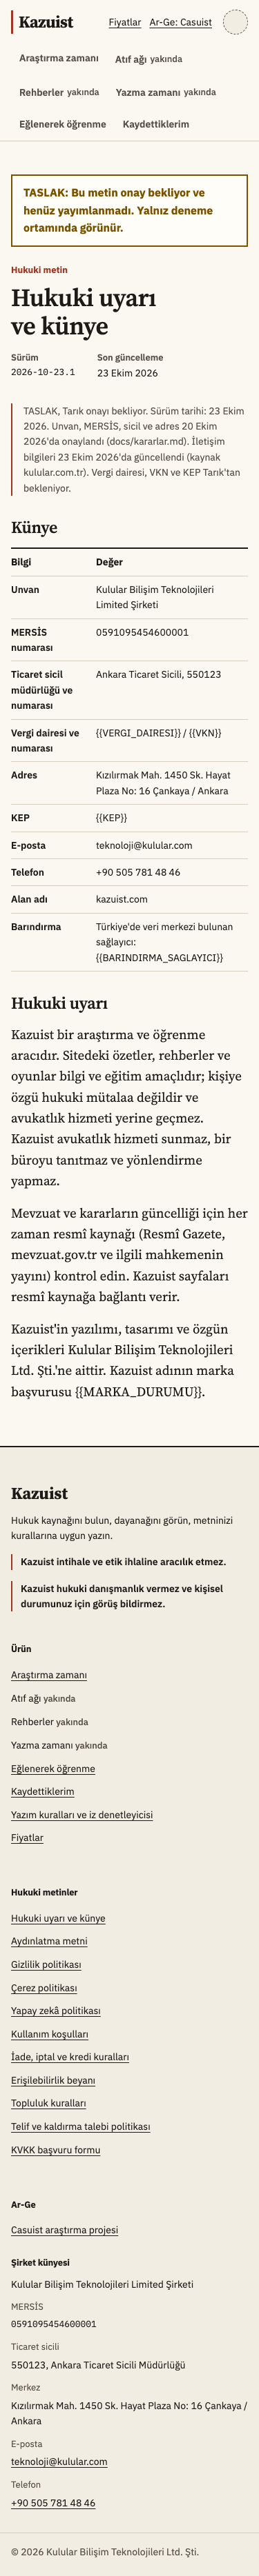 Kazuist
Fiyatlar Ar-Ge: Casuist
Araştırma zamanı Atıf ağı yakında
Rehberler yakında Yazma zamanı yakında
Eğlenerek öğrenme Kaydettiklerim
TASLAK: Bu metin onay bekliyor ve
henüz yayımlanmadı. Yalnız deneme
ortamında görünür.
Hukuki metin
Hukuki uyarı
ve künye
Sürüm Son güncelleme
2026-10-23.1 23 Ekim 2026
TASLAK, Tarık onayı bekliyor. Sürüm tarihi: 23 Ekim
2026. Unvan, MERSİS, sicil ve adres 20 Ekim
2026'da onaylandı (docs/kararlar.md). İletişim
bilgileri 23 Ekim 2026'da güncellendi (kaynak
kulular.com.tr). Vergi dairesi, VKN ve KEP Tarık'tan
bekleniyor.
Künye
Bilgi Değer
Unvan Kulular Bilişim Teknolojileri
Limited Şirketi
MERSİS 0591095454600001
numarası
Ticaret sicil Ankara Ticaret Sicili, 550123
müdürlüğü ve
numarası
Vergi dairesi ve {{VERGI_DAIRESI}} / {{VKN}}
numarası
Adres Kızılırmak Mah. 1450 Sk. Hayat
Plaza No: 16 Çankaya / Ankara
KEP {{KEP}}
E-posta teknoloji@kulular.com
Telefon +90 505 781 48 46
Alan adı kazuist.com
Barındırma Türkiye'de veri merkezi bulunan
sağlayıcı:
{{BARINDIRMA_SAGLAYICI}}
Hukuki uyarı
Kazuist bir araştırma ve öğrenme
aracıdır. Sitedeki özetler, rehberler ve
oyunlar bilgi ve eğitim amaçlıdır; kişiye
özgü hukuki mütalaa değildir ve
avukatlık hizmeti yerine geçmez.
Kazuist avukatlık hizmeti sunmaz, bir
büroyu tanıtmaz ve yönlendirme
yapmaz.
Mevzuat ve kararların güncelliği için her
zaman resmî kaynağı (Resmî Gazete,
mevzuat.gov.tr ve ilgili mahkemenin
yayını) kontrol edin. Kazuist sayfaları
resmî kaynağa bağlantı verir.
Kazuist'in yazılımı, tasarımı ve özgün
içerikleri Kulular Bilişim Teknolojileri
Ltd. Şti.'ne aittir. Kazuist adının marka
başvurusu {{MARKA_DURUMU}}.
Kazuist
Hukuk kaynağını bulun, dayanağını görün, metninizi
kurallarına uygun yazın.
Kazuist intihale ve etik ihlaline aracılık etmez.
Kazuist hukuki danışmanlık vermez ve kişisel
durumunuz için görüş bildirmez.
Ürün
Araştırma zamanı
Atıf ağı yakında
Rehberler yakında
Yazma zamanı yakında
Eğlenerek öğrenme
Kaydettiklerim
Yazım kuralları ve iz denetleyicisi
Fiyatlar
Hukuki metinler
Hukuki uyarı ve künye
Aydınlatma metni
Gizlilik politikası
Çerez politikası
Yapay zekâ politikası
Kullanım koşulları
İade, iptal ve kredi kuralları
Erişilebilirlik beyanı
Topluluk kuralları
Telif ve kaldırma talebi politikası
KVKK başvuru formu
Ar-Ge
Casuist araştırma projesi
Şirket künyesi
Kulular Bilişim Teknolojileri Limited Şirketi
MERSİS
0591095454600001
Ticaret sicili
550123, Ankara Ticaret Sicili Müdürlüğü
Merkez
Kızılırmak Mah. 1450 Sk. Hayat Plaza No: 16 Çankaya /
Ankara
E-posta
teknoloji@kulular.com
Telefon
+90 505 781 48 46
© 2026 Kulular Bilişim Teknolojileri Ltd. Şti.